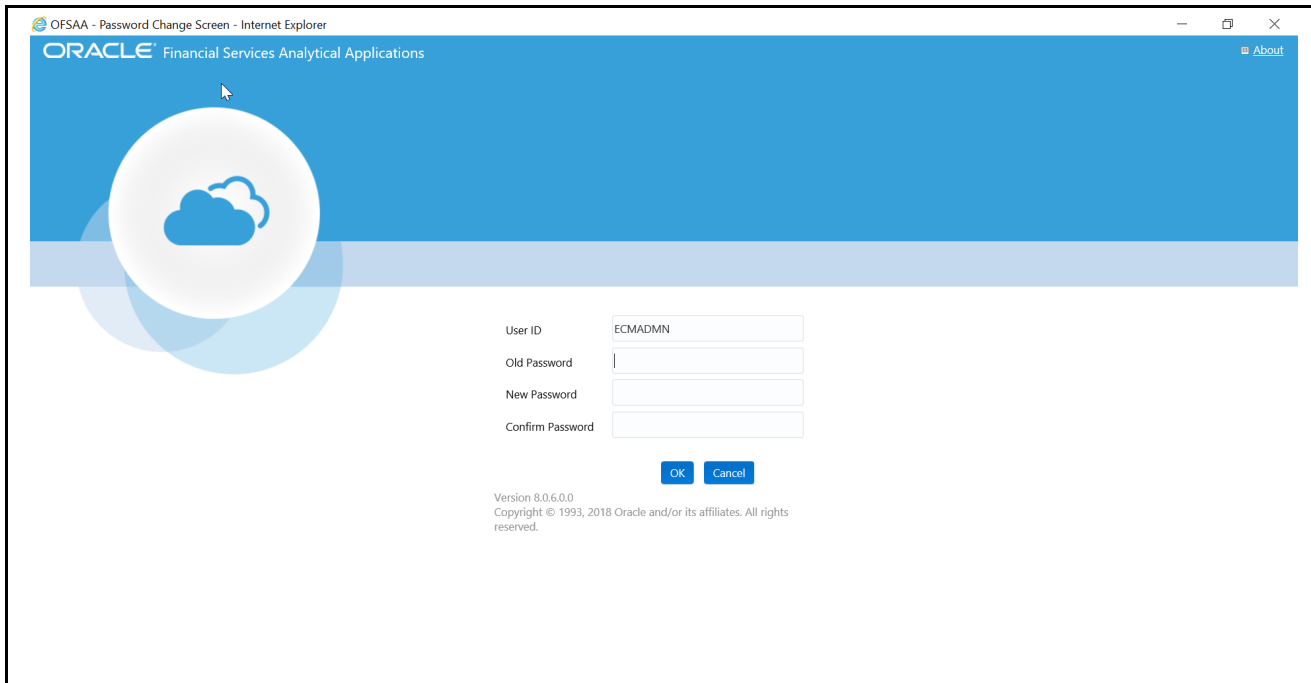 OFSAA - Password Change Screen - Internet Explorer
ORACLE® Financial Services Analytical Applications
About
User ID ECMADMN
Old Password
New Password
Confirm Password
OK Cancel
Version 8.0.6.0.0
Copyright © 1993, 2018 Oracle and/or its affiliates. All rights
reserved.